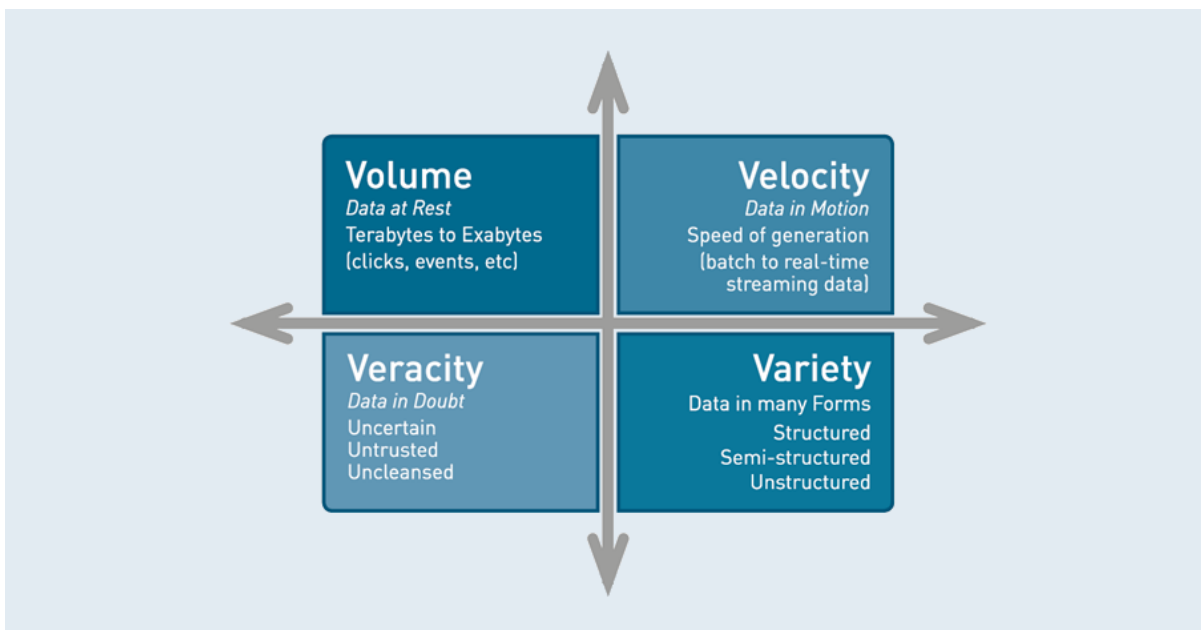 Volume
Data at Rest
Terabytes to Exabytes
(clicks, events, etc)
Velocity
Data in Motion
Speed of generation
(batch to real-time
streaming data)
Veracity
Data in Doubt
Uncertain
Untrusted
Uncleansed
Variety
Data in many Forms
Structured
Semi-structured
Unstructured